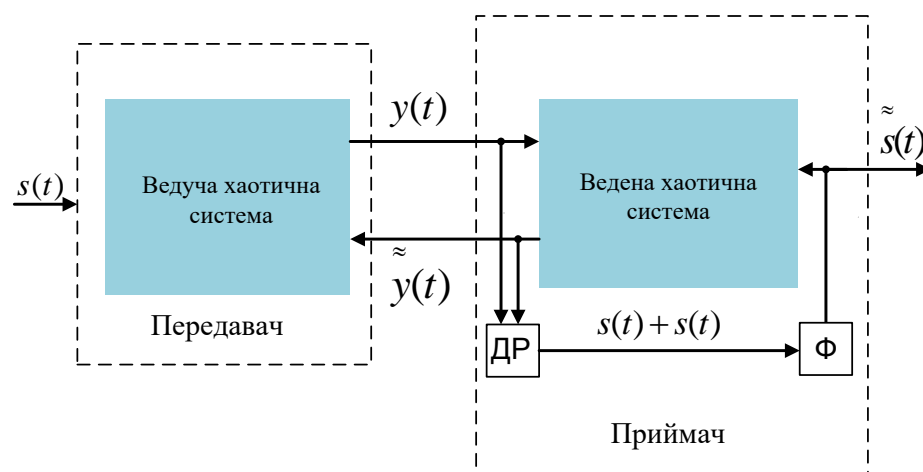 y(t)
≈
s(t)
s(t)
Ведуча хаотична
система
Ведена хаотична
система
≈
y(t)
Передавач
s(t)+s(t)
ДР
Ф
Приймач